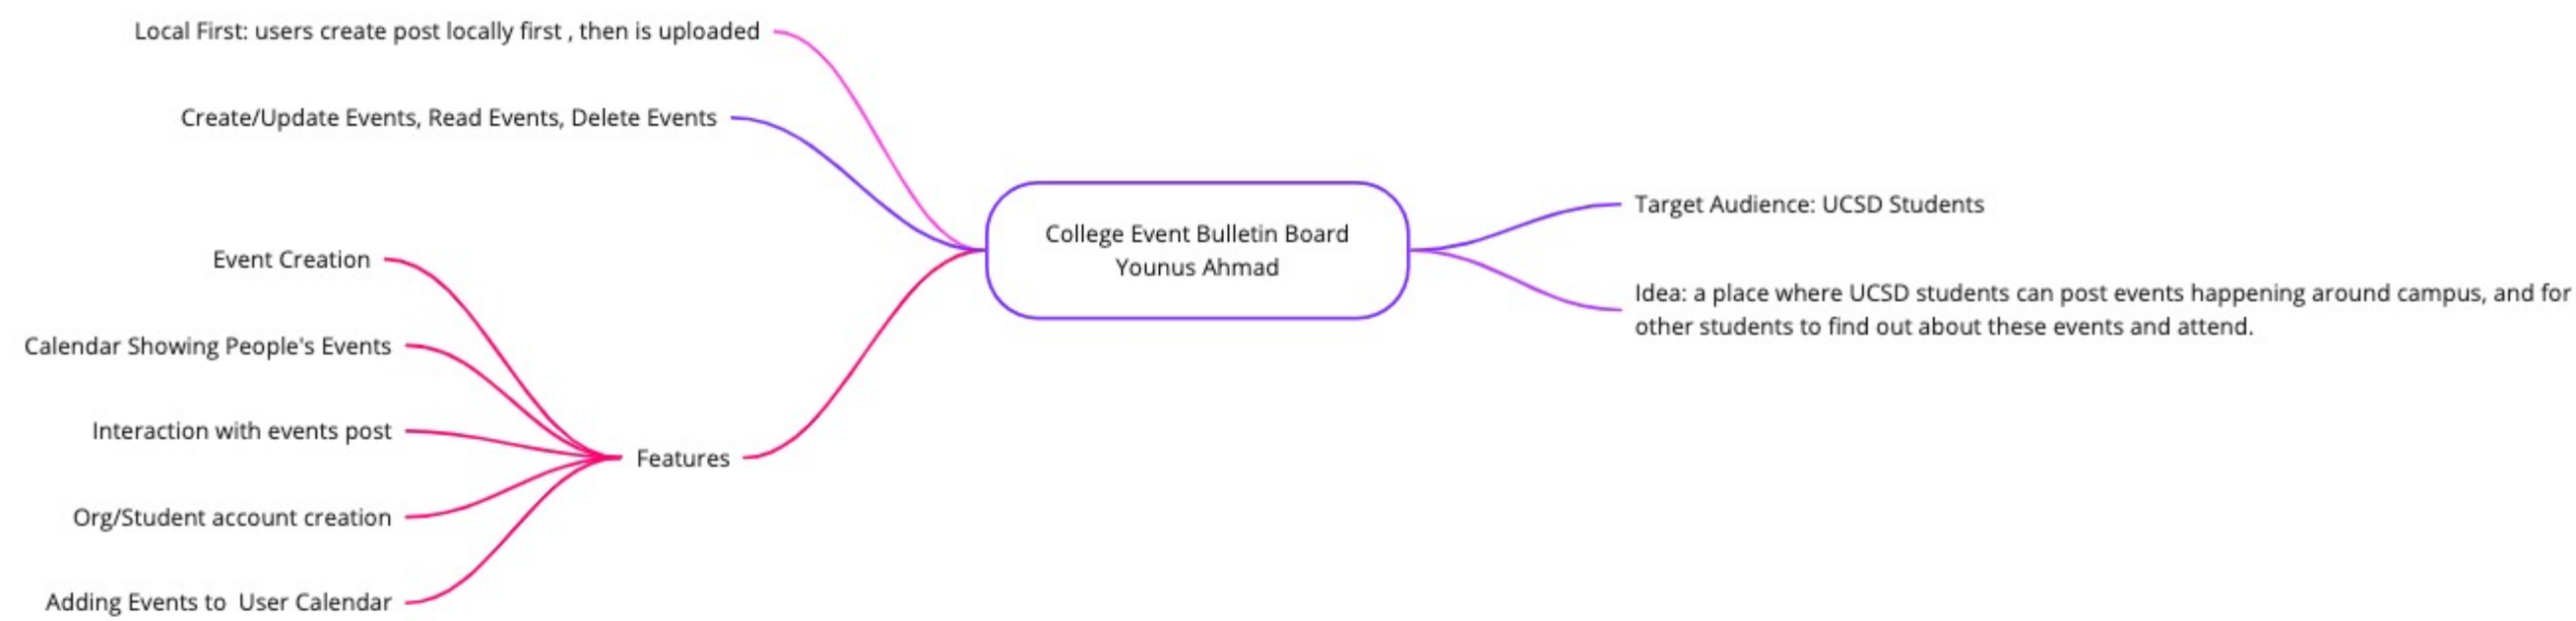 Local First: users create post locally first , then is uploaded
Create/Update Events, Read Events, Delete Events
Event Creation
Calendar Showing People's Events
Interaction with events post
Org/Student account creation
Adding Events to  User Calendar
Features
College Event Bulletin Board
Younus Ahmad
Target Audience: UCSD Students
Idea: a place where UCSD students can post events happening around campus, and for
other students to find out about these events and attend.